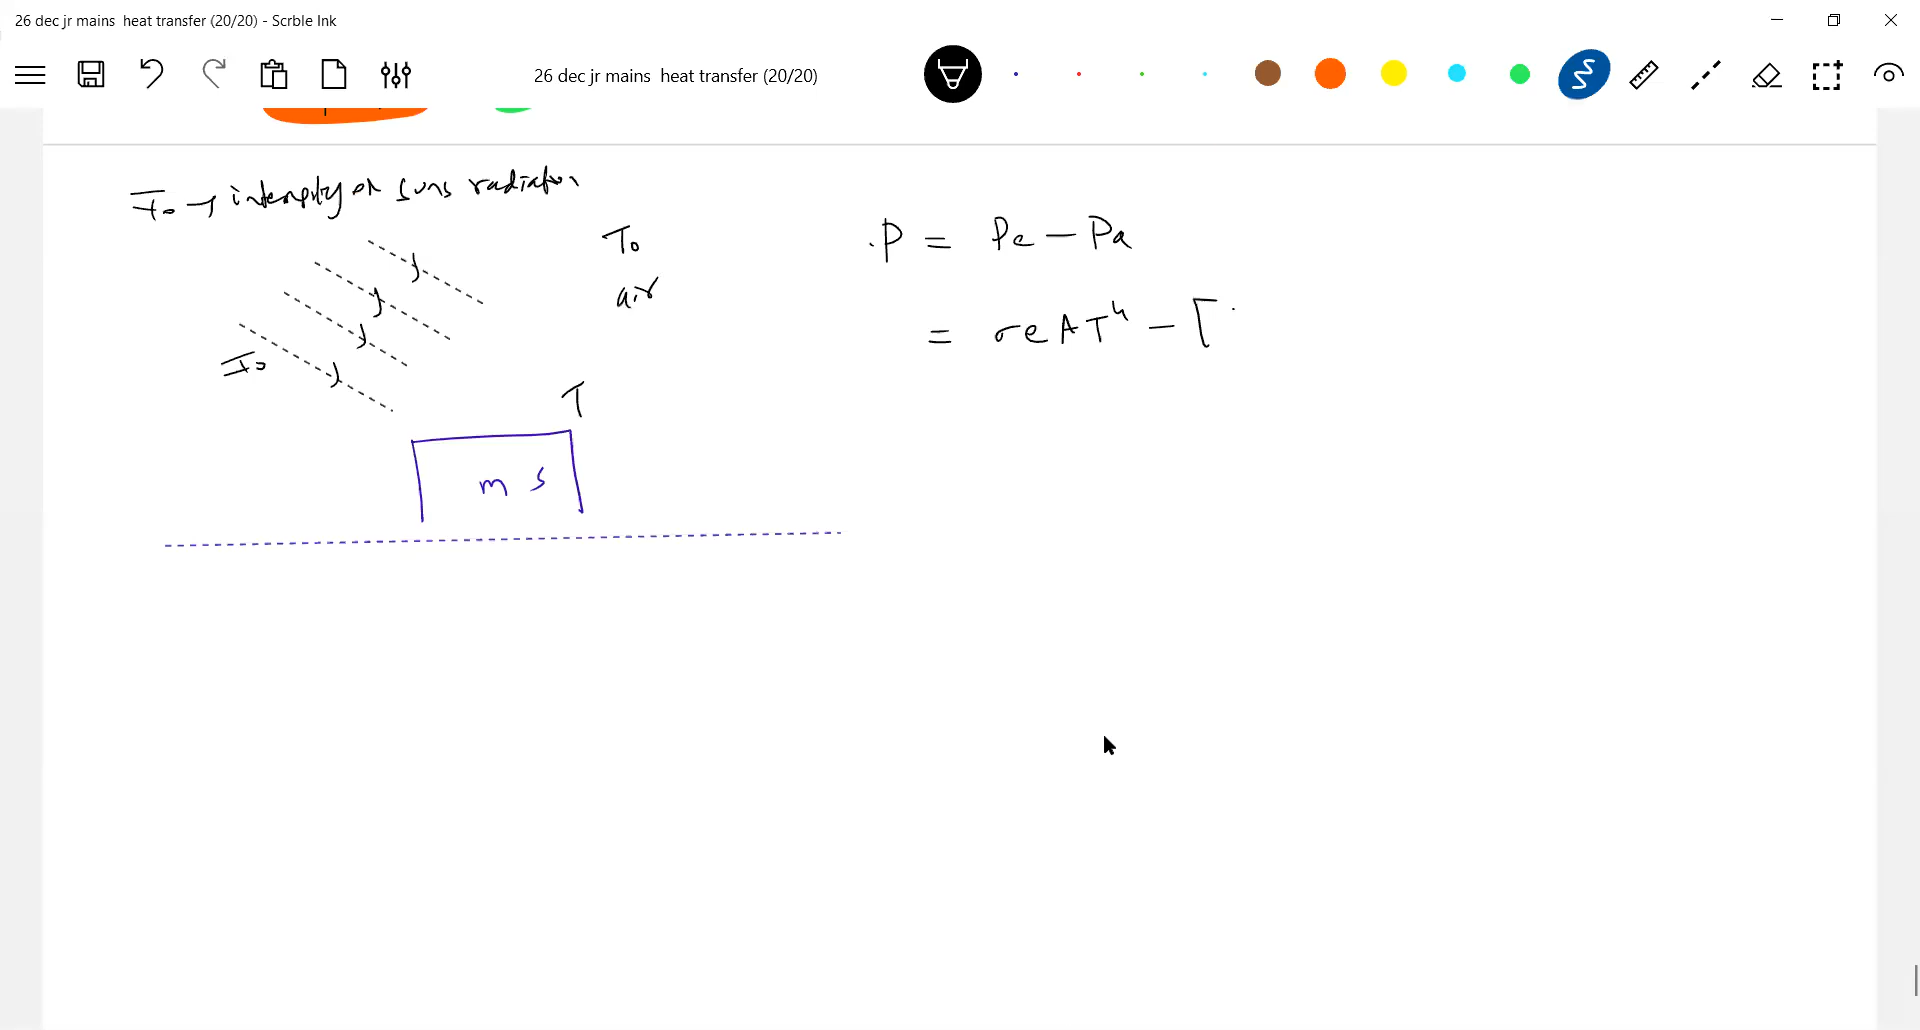 26 dec jr mains heat transfer (20/20) - Scrble Ink
26 dec jr mains heat transfer (20/20)
I₀ → intensity of suns radiation
T₀
air
I₀
T
m s
.P = Pe − Pa
= σeAT⁴ − [